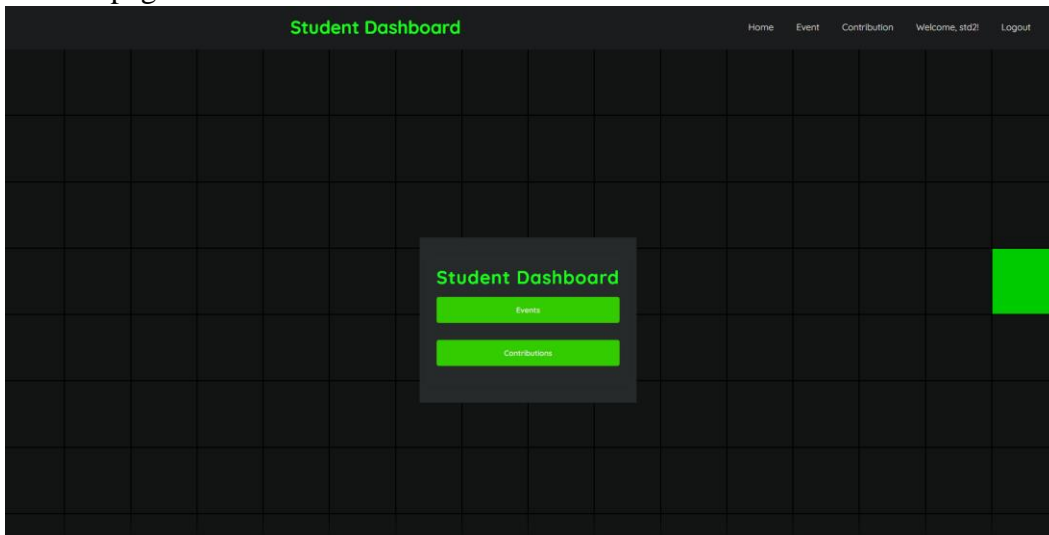 Student Dashboard
Home Event Contribution Welcome, std2! Logout
Student Dashboard
Events
Contributions